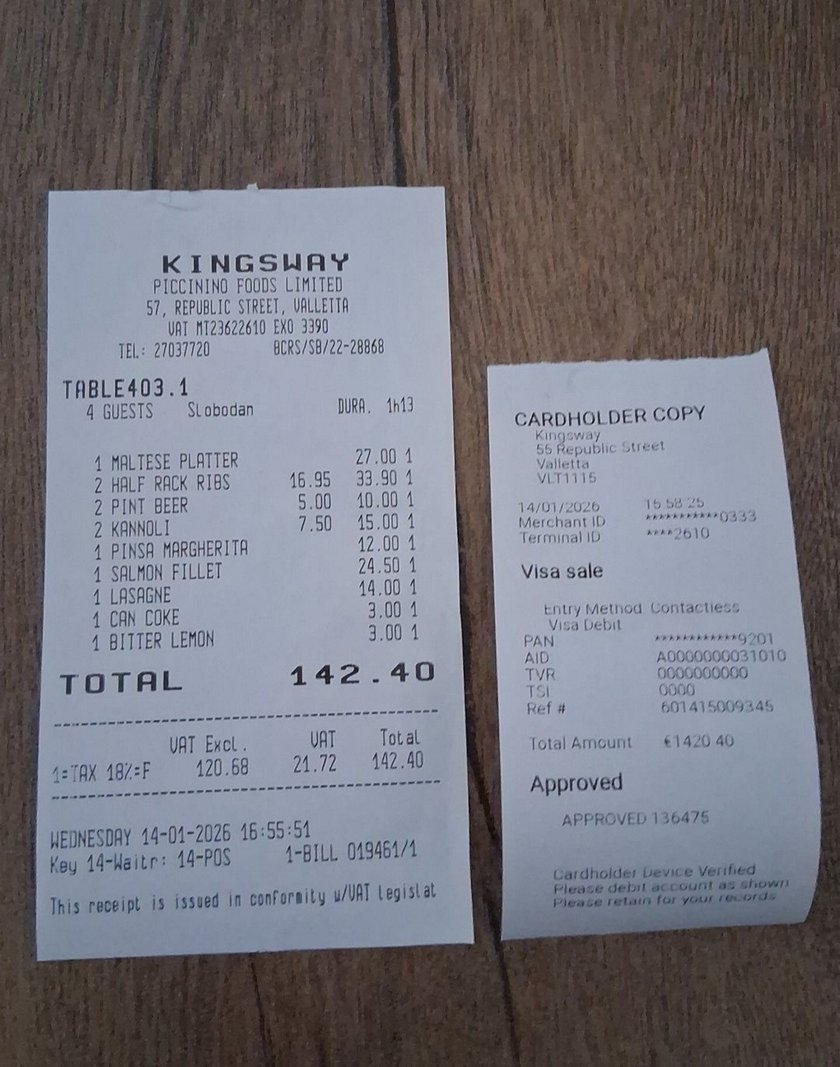 KINGSWAY
PICCININO FOODS LIMITED
57, REPUBLIC STREET, VALLETTA
VAT MT23622610 EXO 3390
TEL: 27037720 BCRS/SB/22-28868
TABLE403.1
4 GUESTS Slobodan DURA. 1h13
1 MALTESE PLATTER 27.00 1
2 HALF RACK RIBS 16.95 33.90 1
2 PINT BEER 5.00 10.00 1
2 KANNOLI 7.50 15.00 1
1 PINSA MARGHERITA 12.00 1
1 SALMON FILLET 24.50 1
1 LASAGNE 14.00 1
1 CAN COKE 3.00 1
1 BITTER LEMON 3.00 1
TOTAL 142.40
VAT Excl. VAT Total
1=TAX 18%=F 120.68 21.72 142.40
WEDNESDAY 14-01-2026 16:55:51
Key 14-Waitr: 14-POS 1-BILL 019461/1
This receipt is issued in conformity w/VAT legislat
CARDHOLDER COPY
Kingsway
55 Republic Street
Valletta
VLT1115
14/01/2026 16 58 25
Merchant ID ***********0333
Terminal ID ****2610
Visa sale
Entry Method Contactless
Visa Debit
PAN ************9201
AID A0000000031010
TVR 0000000000
TSI 0000
Ref # 601415009345
Total Amount €1420 40
Approved
APPROVED 136475
Cardholder Device Verified
Please debit account as shown
Please retain for your records